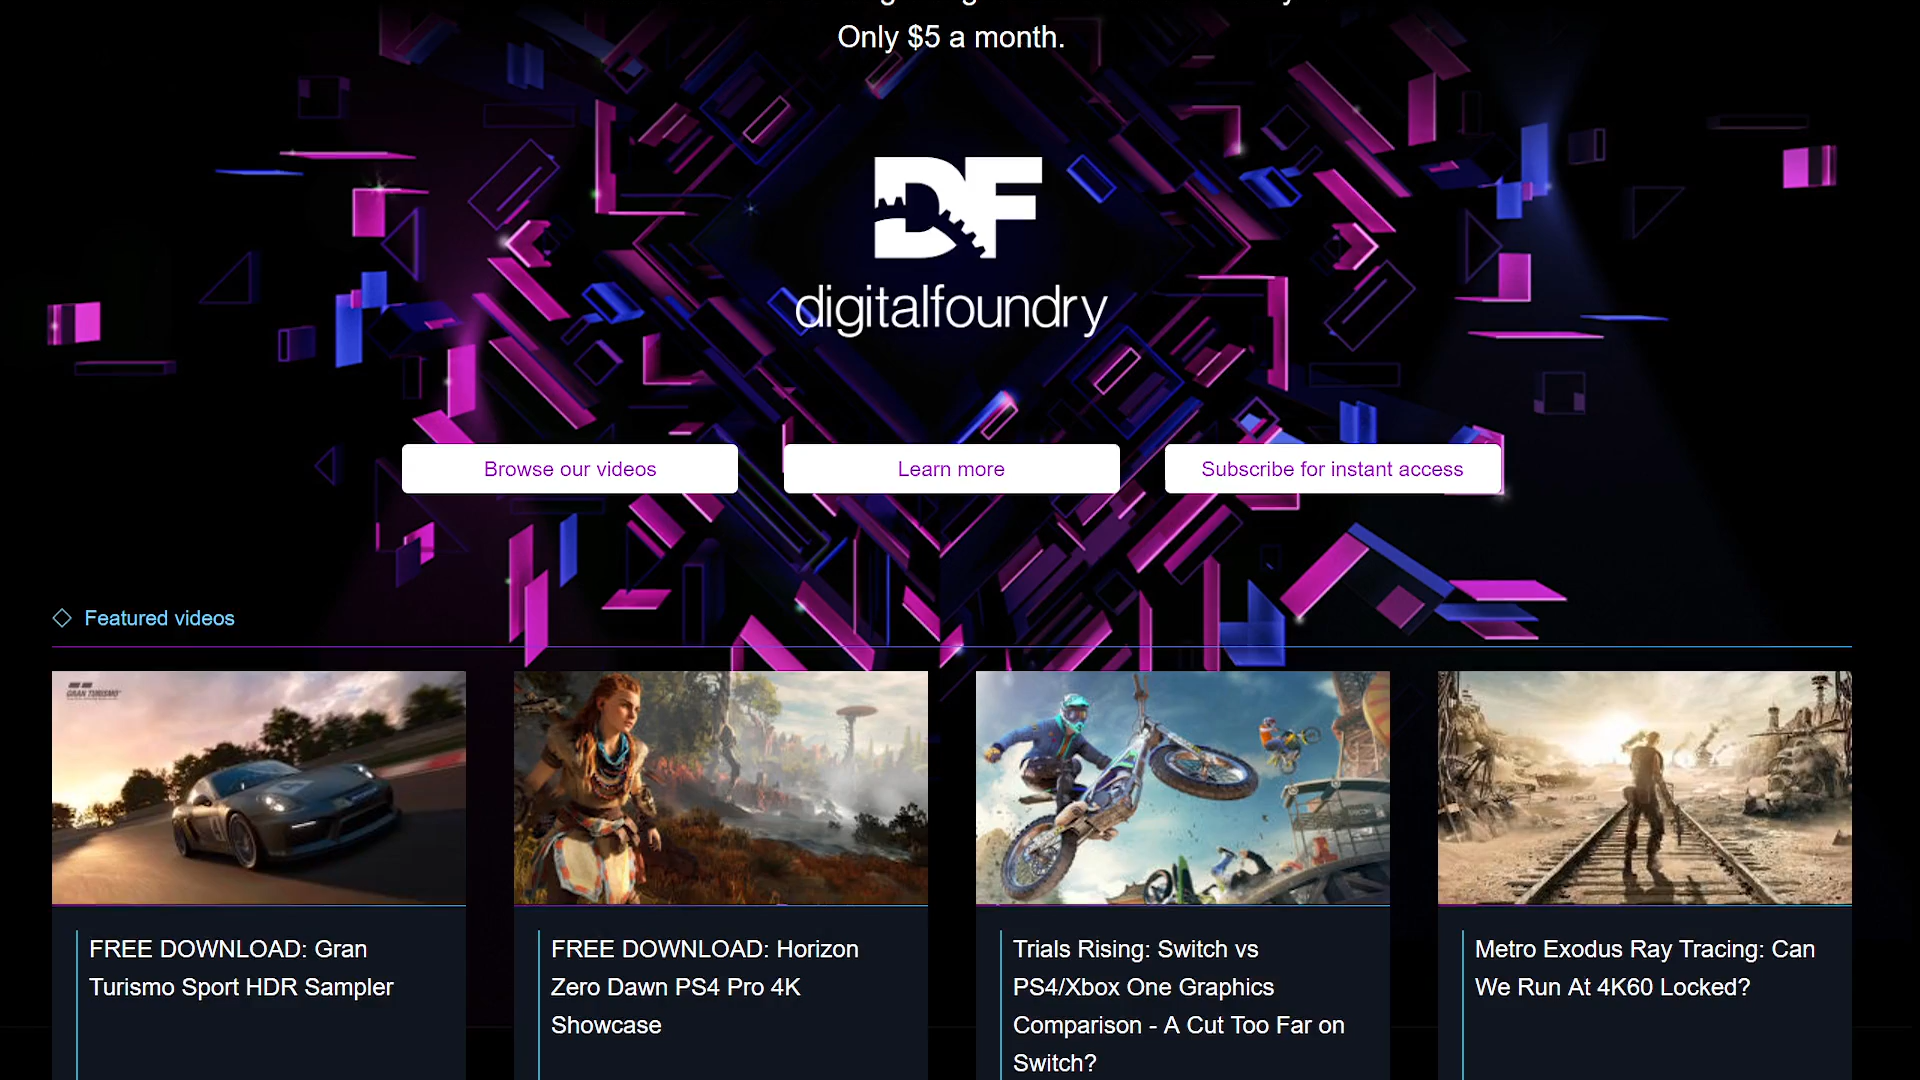 Only $5 a month.
DF
digitalfoundry
Browse our videos
Learn more
Subscribe for instant access
Featured videos
GRAN TURISMO
FREE DOWNLOAD: Gran
Turismo Sport HDR Sampler
FREE DOWNLOAD: Horizon
Zero Dawn PS4 Pro 4K
Showcase
Trials Rising: Switch vs
PS4/Xbox One Graphics
Comparison - A Cut Too Far on
Switch?
Metro Exodus Ray Tracing: Can
We Run At 4K60 Locked?